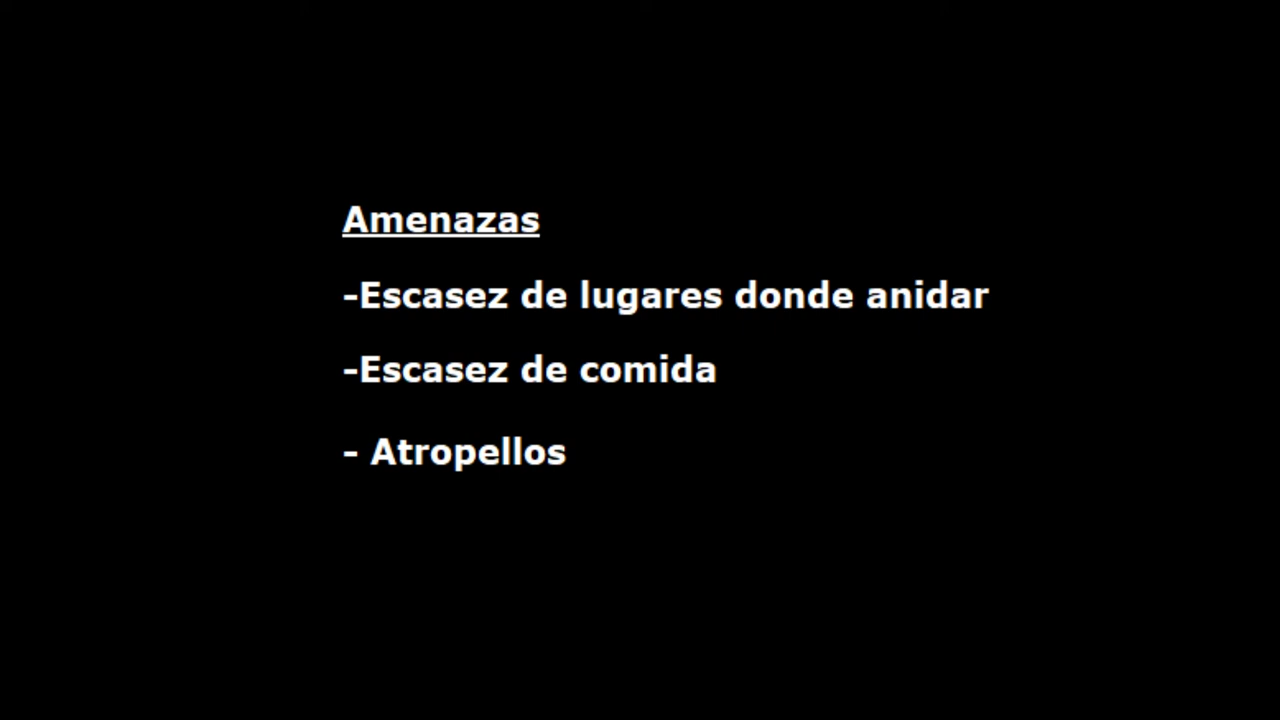 Amenazas
-Escasez de lugares donde anidar
-Escasez de comida
- Atropellos